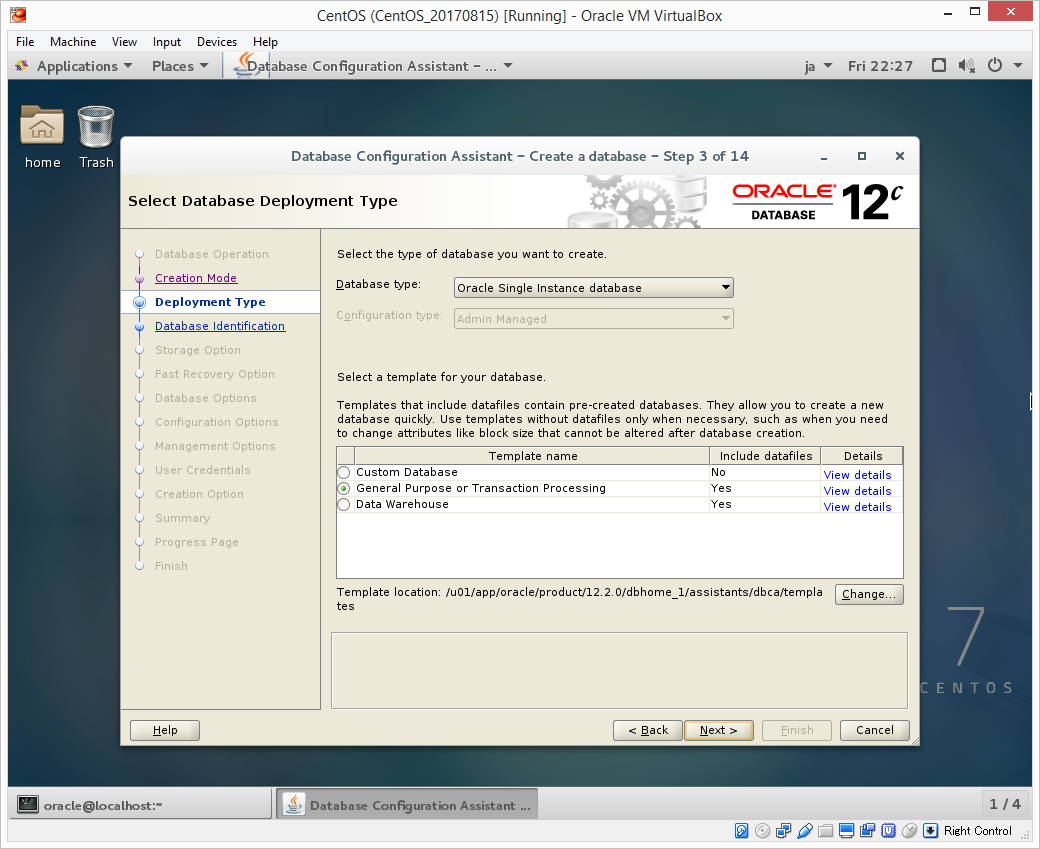 CentOS (CentOS_20170815) [Running] - Oracle VM VirtualBox
File Machine View Input Devices Help
Applications Places Database Configuration Assistant – ... ja Fri 22:27
home Trash
Database Configuration Assistant – Create a database – Step 3 of 14
Select Database Deployment Type
ORACLE®
DATABASE
12c
Database Operation
Creation Mode
Deployment Type
Database Identification
Storage Option
Fast Recovery Option
Database Options
Configuration Options
Management Options
User Credentials
Creation Option
Summary
Progress Page
Finish
Select the type of database you want to create.
Database type: Oracle Single Instance database
Configuration type: Admin Managed
Select a template for your database.
Templates that include datafiles contain pre-created databases. They allow you to create a new
database quickly. Use templates without datafiles only when necessary, such as when you need
to change attributes like block size that cannot be altered after database creation.
Template name Include datafiles Details
Custom Database No View details
General Purpose or Transaction Processing Yes View details
Data Warehouse Yes View details
Template location: /u01/app/oracle/product/12.2.0/dbhome_1/assistants/dbca/templa
tes
Change...
7
CENTOS
Help < Back Next > Finish Cancel
oracle@localhost:~ Database Configuration Assistant ... 1 / 4
Right Control